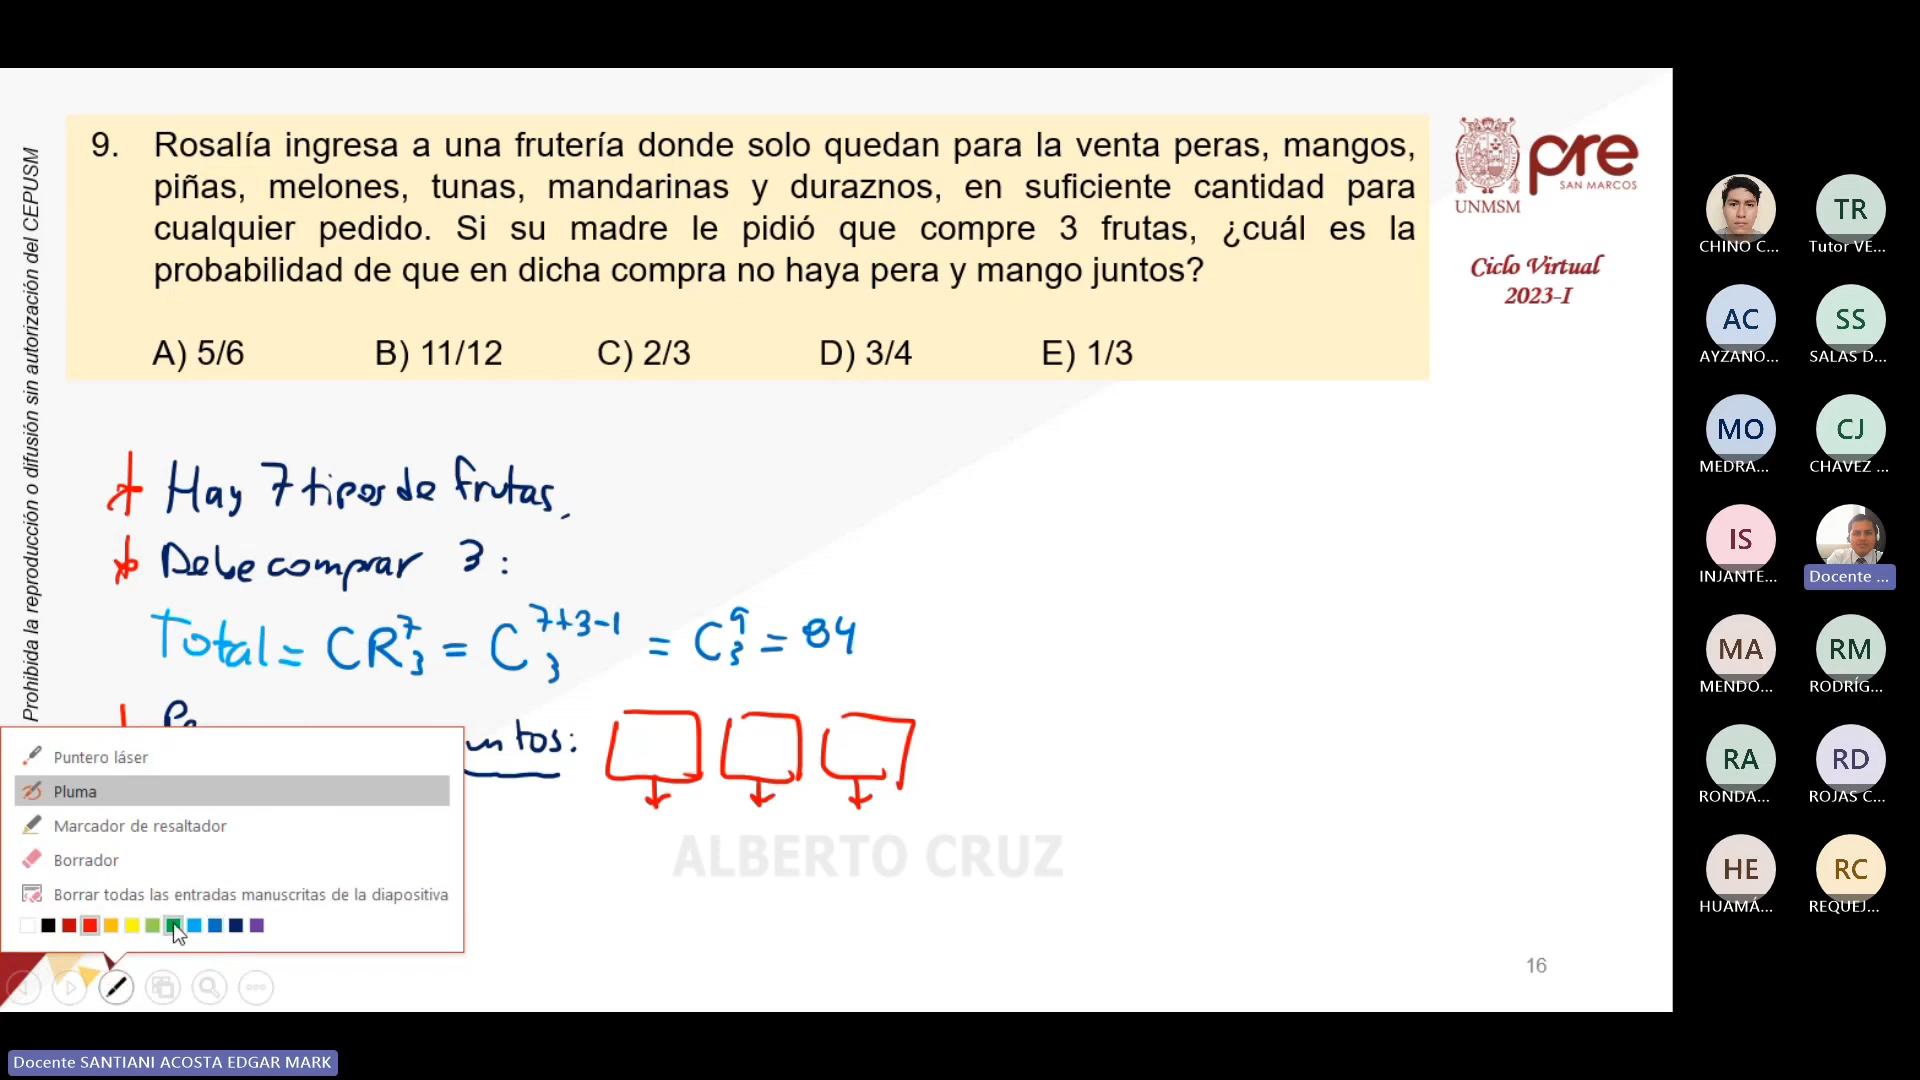 Prohibida la reproducción o difusión sin autorización del CEPUSM
9. Rosalía ingresa a una frutería donde solo quedan para la venta peras, mangos,
piñas, melones, tunas, mandarinas y duraznos, en suficiente cantidad para
cualquier pedido. Si su madre le pidió que compre 3 frutas, ¿cuál es la
probabilidad de que en dicha compra no haya pera y mango juntos?
A) 5/6 B) 11/12 C) 2/3 D) 3/4 E) 1/3
UNMSM
pre
SAN MARCOS
Ciclo Virtual
2023-I
Hay 7 tipos de frutas,
Debe comprar 3:
Total = CR⁷₃ = C⁷⁺³⁻¹₃ = C⁹₃ = 84
Pe
untos:
Puntero láser
Pluma
Marcador de resaltador
Borrador
Borrar todas las entradas manuscritas de la diapositiva
ALBERTO CRUZ
16
Docente SANTIANI ACOSTA EDGAR MARK
CHINO C...
TR
Tutor VE...
AC
AYZANO...
SS
SALAS D...
MO
MEDRA...
CJ
CHAVEZ ...
IS
INJANTE...
Docente ...
MA
MENDO...
RM
RODRÍG...
RA
RONDA...
RD
ROJAS C...
HE
HUAMÁ...
RC
REQUEJ...